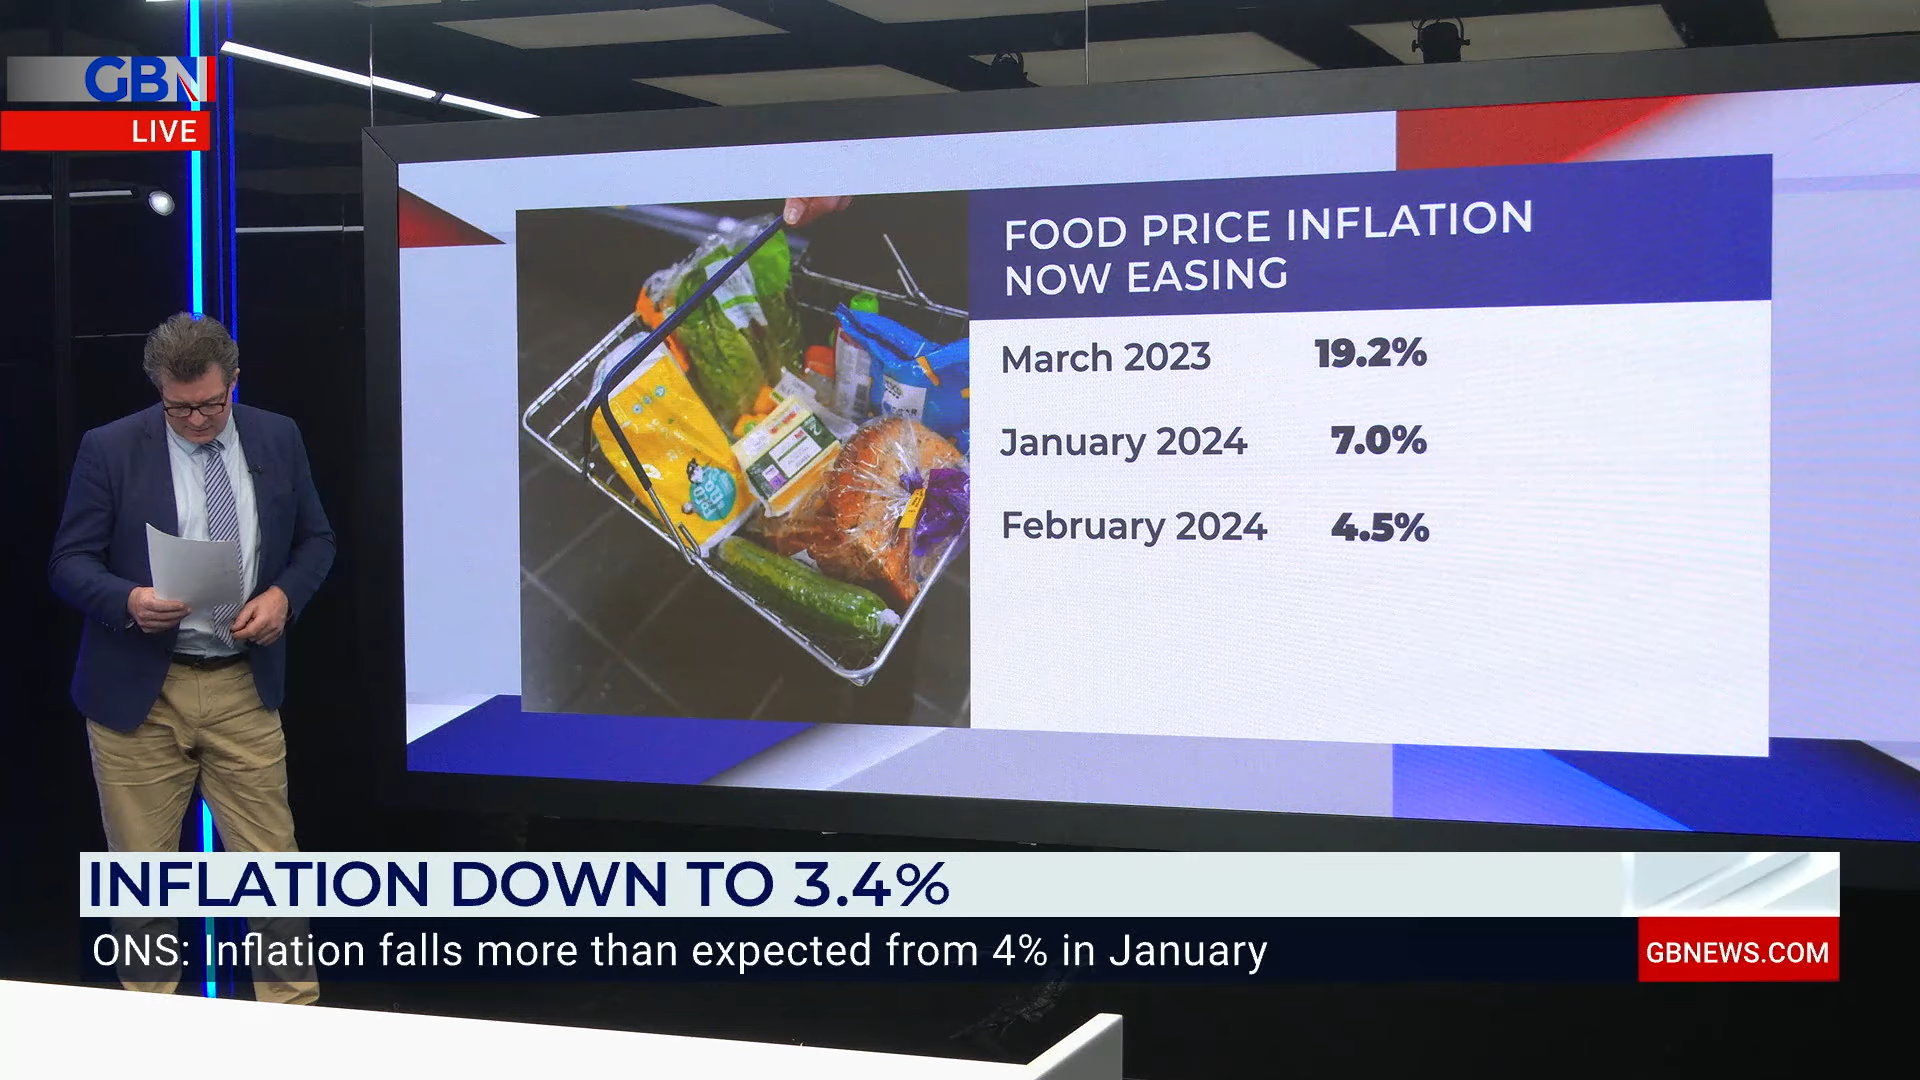 GBN
LIVE
FOOD PRICE INFLATION
NOW EASING
March 2023 19.2%
January 2024 7.0%
February 2024 4.5%
INFLATION DOWN TO 3.4%
ONS: Inflation falls more than expected from 4% in January
GBNEWS.COM